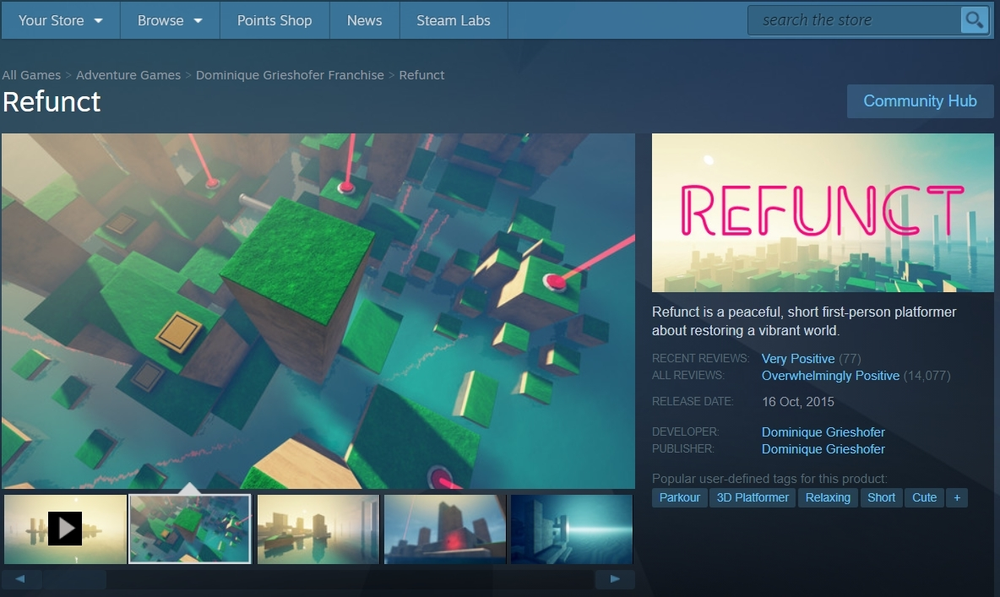 Your Store
Browse
Points Shop
News
Steam Labs
search the store
All Games > Adventure Games > Dominique Grieshofer Franchise > Refunct
Refunct
Community Hub
REFUNCT
Refunct is a peaceful, short first-person platformer
about restoring a vibrant world.
RECENT REVIEWS: Very Positive (77)
ALL REVIEWS: Overwhelmingly Positive (14,077)
RELEASE DATE: 16 Oct, 2015
DEVELOPER: Dominique Grieshofer
PUBLISHER: Dominique Grieshofer
Popular user-defined tags for this product:
Parkour 3D Platformer Relaxing Short Cute +